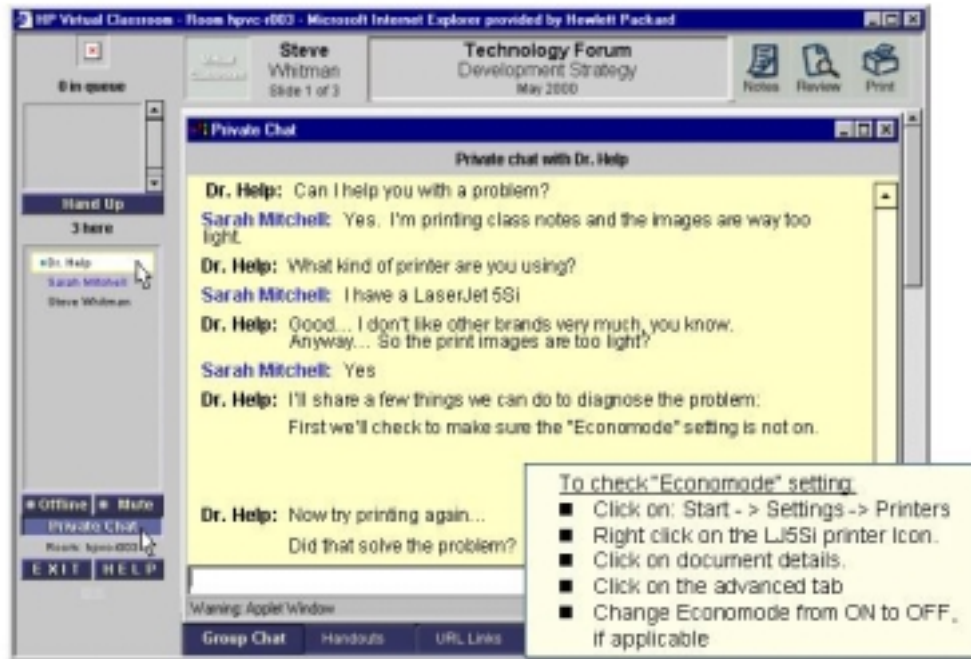 HP Virtual Classroom - Room hpvc-r003 - Microsoft Internet Explorer provided by Hewlett Packard
0 in queue
Hand Up
3 here
Dr. Help
Sarah Mitchell
Steve Whitman
Offline Mute
Private Chat
Room: hpvc-r003
EXIT HELP
Virtual
Classroom
Steve
Whitman
Slide 1 of 3
Technology Forum
Development Strategy
May 2000
Notes Review Print
Private Chat
Private chat with Dr. Help
Dr. Help: Can I help you with a problem?
Sarah Mitchell: Yes. I'm printing class notes and the images are way too
light.
Dr. Help: What kind of printer are you using?
Sarah Mitchell: I have a LaserJet 5Si
Dr. Help: Good... I don't like other brands very much, you know.
Anyway... So the print images are too light?
Sarah Mitchell: Yes
Dr. Help: I'll share a few things we can do to diagnose the problem:
First we'll check to make sure the "Economode" setting is not on.
Dr. Help: Now try printing again...
Did that solve the problem?
Warning: Applet Window
Group Chat Handouts URL Links
To check "Economode" setting:
■ Click on: Start - > Settings -> Printers
■ Right click on the LJ5Si printer Icon.
■ Click on document details.
■ Click on the advanced tab
■ Change Economode from ON to OFF,
if applicable